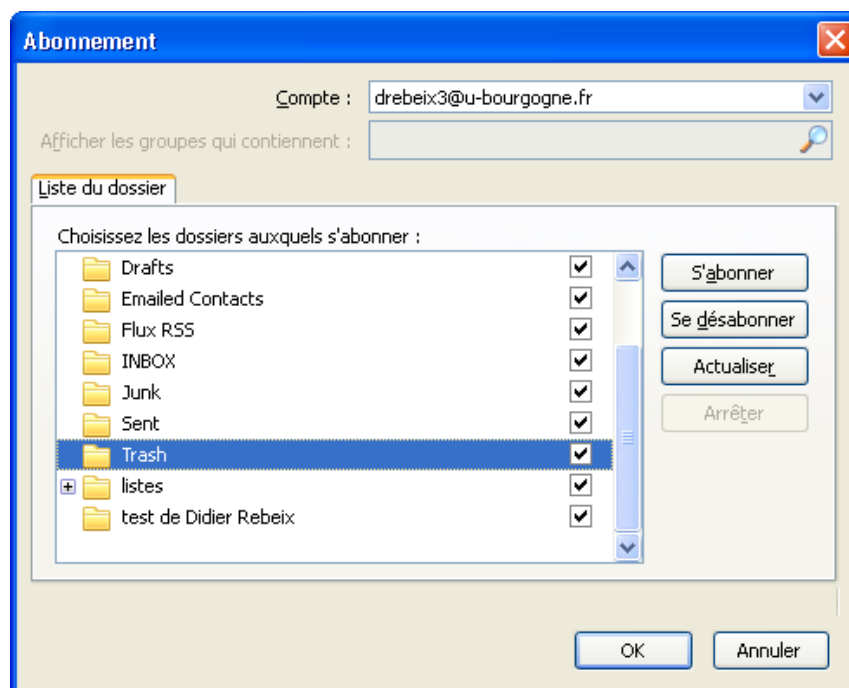 Abonnement
Compte : drebeix3@u-bourgogne.fr
Afficher les groupes qui contiennent :
Liste du dossier
Choisissez les dossiers auxquels s'abonner :
Drafts
Emailed Contacts
Flux RSS
INBOX
Junk
Sent
Trash
listes
test de Didier Rebeix
S'abonner
Se désabonner
Actualiser
Arrêter
OK
Annuler